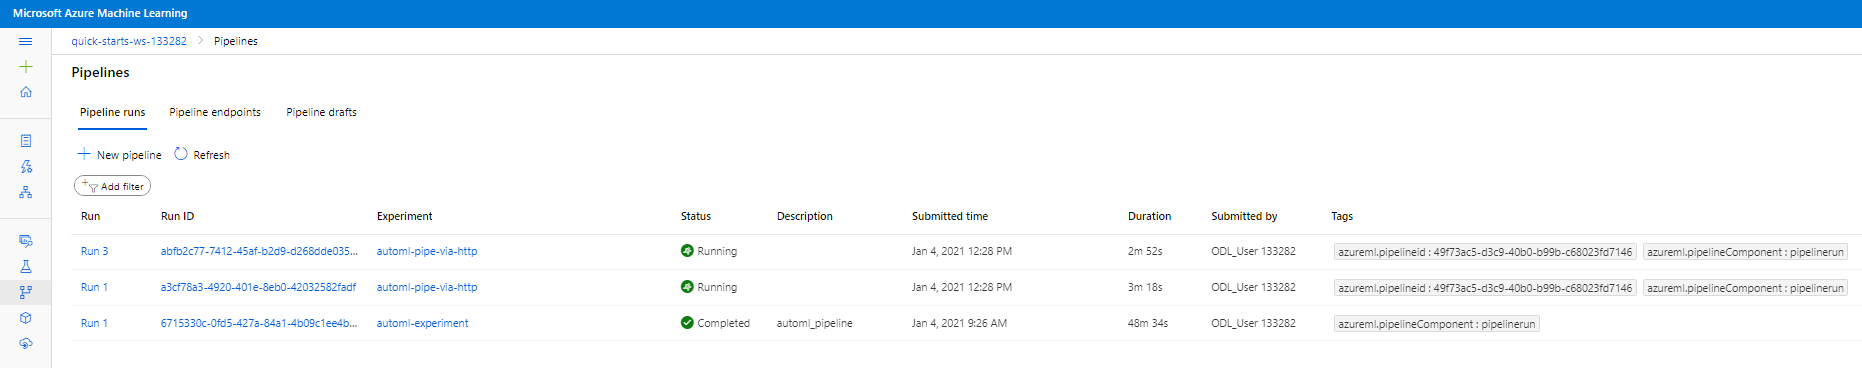 Microsoft Azure Machine Learning
quick-starts-ws-133282 > Pipelines
Pipelines
Pipeline runs Pipeline endpoints Pipeline drafts
New pipeline Refresh
Add filter
Run Run ID Experiment Status Description Submitted time Duration Submitted by Tags
Run 3 abfb2c77-7412-45af-b2d9-d268dde035... automl-pipe-via-http Running Jan 4, 2021 12:28 PM 2m 52s ODL_User 133282 azureml.pipelineid : 49f73ac5-d3c9-40b0-b99b-c68023fd7146 azureml.pipelineComponent : pipelinerun
Run 1 a3cf78a3-4920-401e-8eb0-42032582fadf automl-pipe-via-http Running Jan 4, 2021 12:28 PM 3m 18s ODL_User 133282 azureml.pipelineid : 49f73ac5-d3c9-40b0-b99b-c68023fd7146 azureml.pipelineComponent : pipelinerun
Run 1 6715330c-0fd5-427a-84a1-4b09c1ee4b... automl-experiment Completed automl_pipeline Jan 4, 2021 9:26 AM 48m 34s ODL_User 133282 azureml.pipelineComponent : pipelinerun